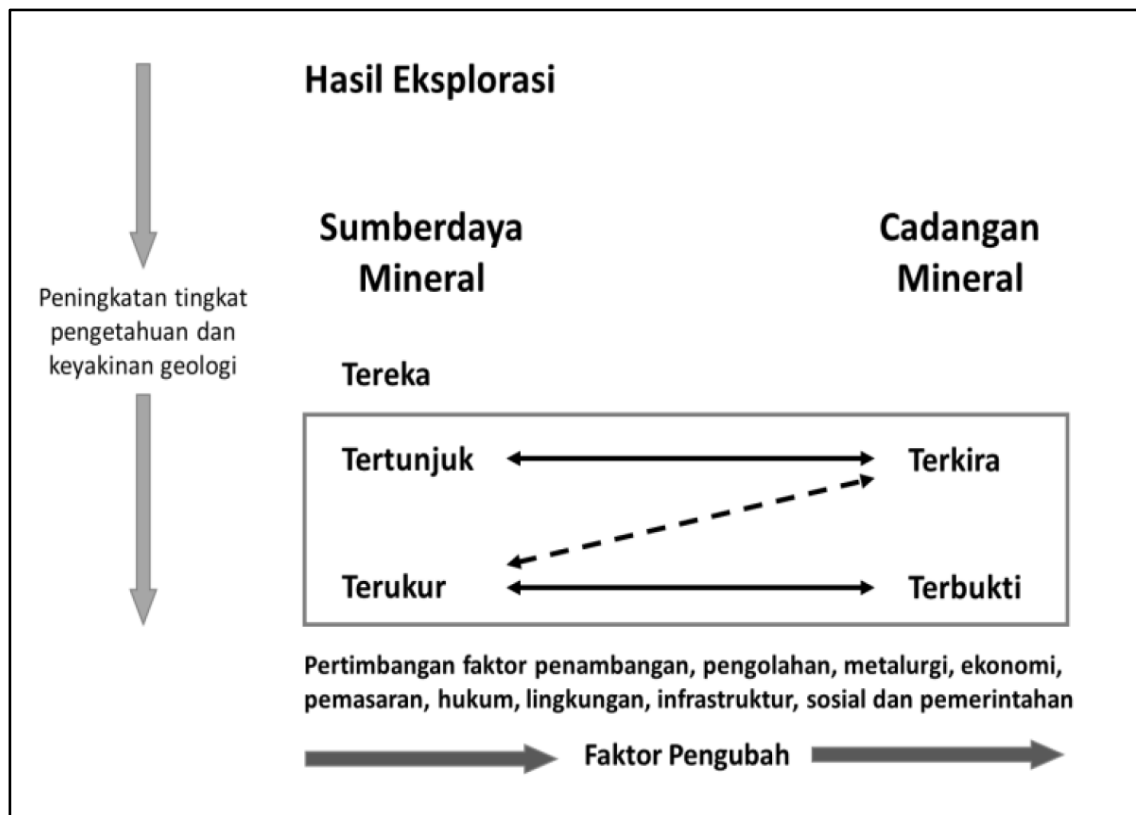 Hasil Eksplorasi
Sumberdaya
Mineral
Cadangan
Mineral
Peningkatan tingkat
pengetahuan dan
keyakinan geologi
Tereka
Tertunjuk
Terkira
Terukur
Terbukti
Pertimbangan faktor penambangan, pengolahan, metalurgi, ekonomi,
pemasaran, hukum, lingkungan, infrastruktur, sosial dan pemerintahan
Faktor Pengubah